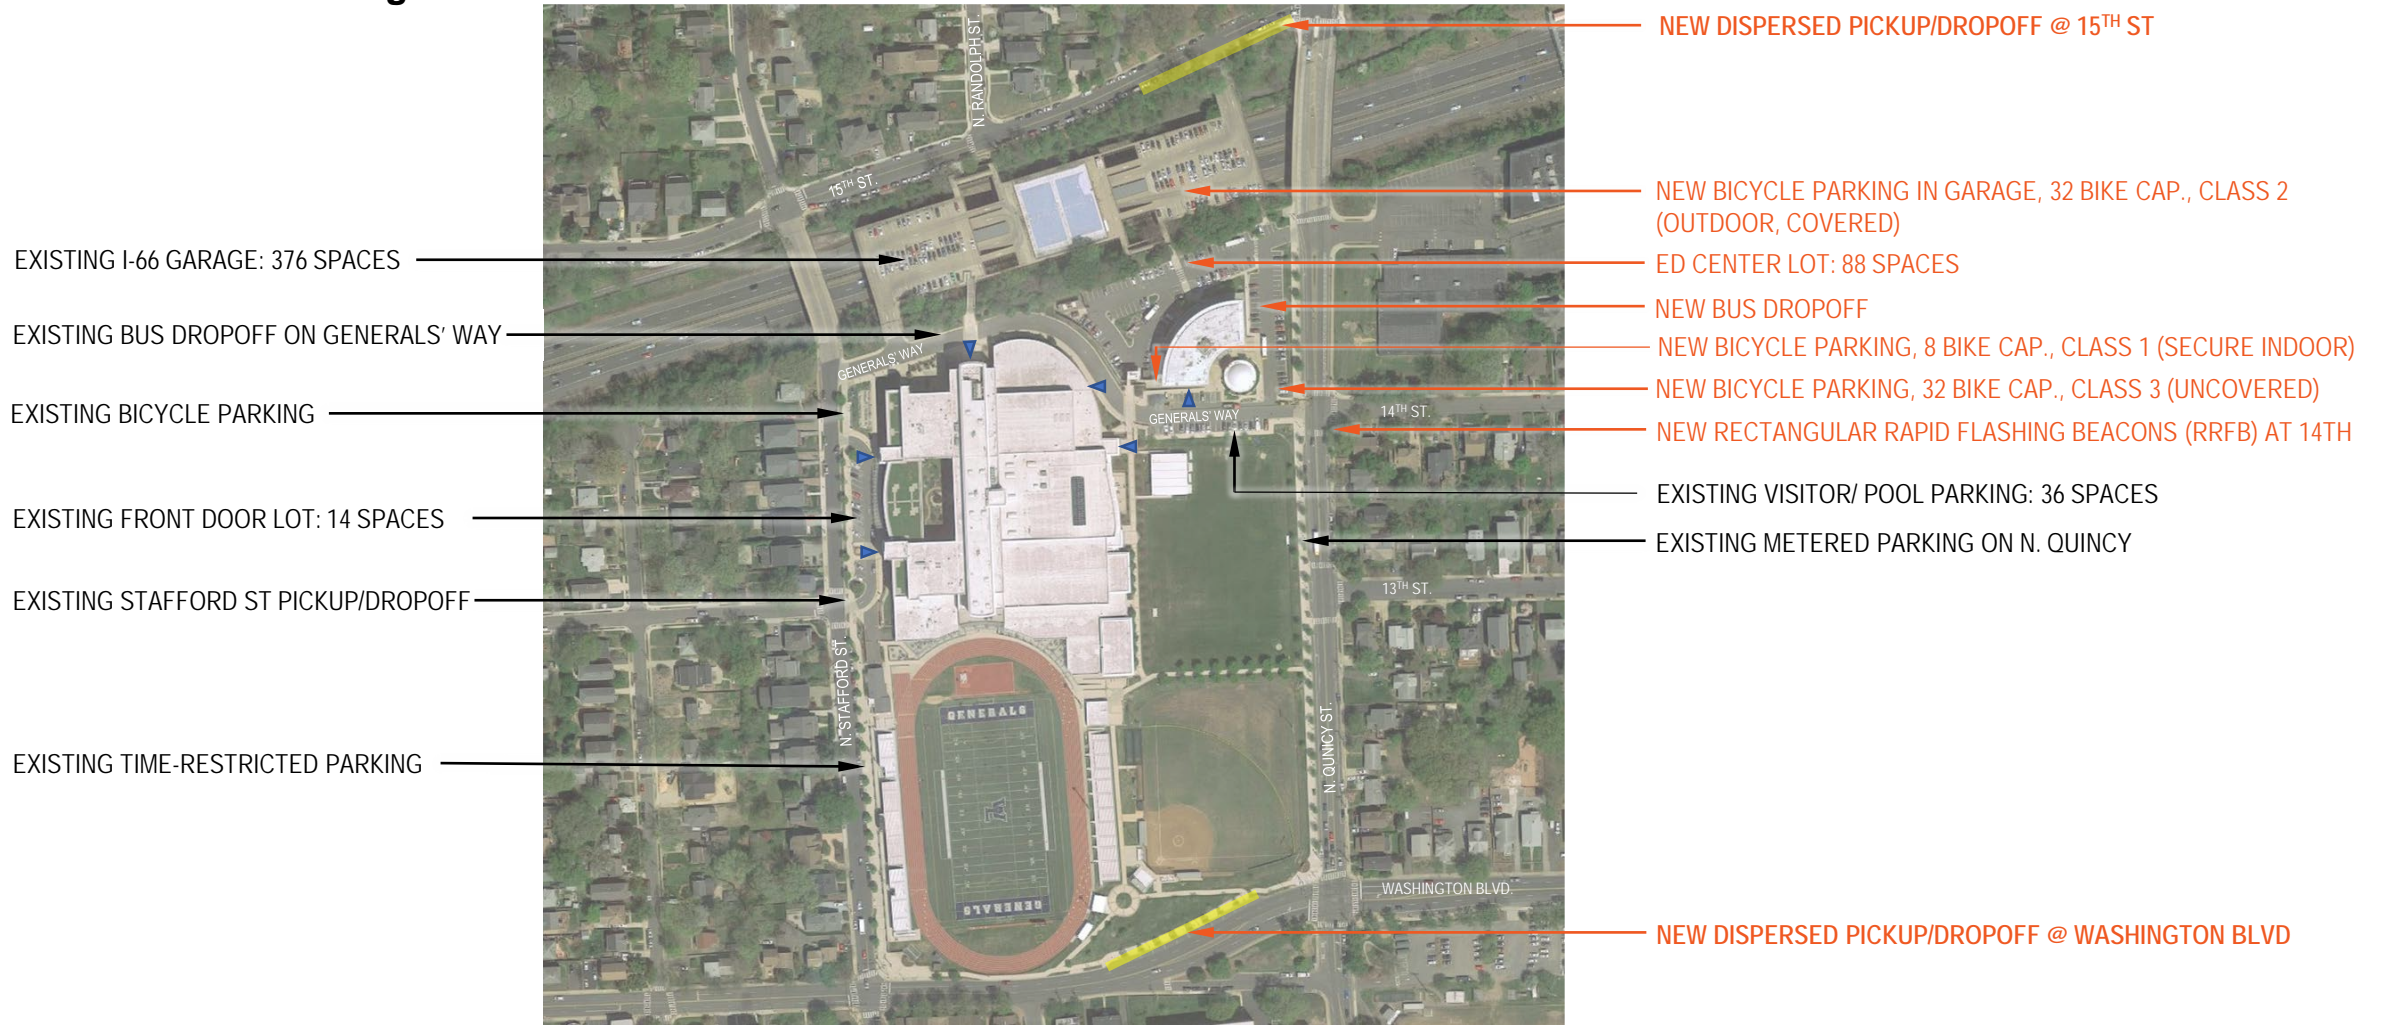 NEW DISPERSED PICKUP/DROPOFF @ 15TH ST
N. RANDOLPH ST.
15TH ST.
NEW BICYCLE PARKING IN GARAGE, 32 BIKE CAP., CLASS 2
(OUTDOOR, COVERED)
EXISTING I-66 GARAGE: 376 SPACES
ED CENTER LOT: 88 SPACES
NEW BUS DROPOFF
EXISTING BUS DROPOFF ON GENERALS' WAY
GENERALS' WAY
NEW BICYCLE PARKING, 8 BIKE CAP., CLASS 1 (SECURE INDOOR)
NEW BICYCLE PARKING, 32 BIKE CAP., CLASS 3 (UNCOVERED)
EXISTING BICYCLE PARKING
GENERALS' WAY
14TH ST.
NEW RECTANGULAR RAPID FLASHING BEACONS (RRFB) AT 14TH
EXISTING VISITOR/ POOL PARKING: 36 SPACES
EXISTING FRONT DOOR LOT: 14 SPACES
EXISTING METERED PARKING ON N. QUINCY
13TH ST.
EXISTING STAFFORD ST PICKUP/DROPOFF
N. STAFFORD ST.
GENERALS
N. QUNICY ST.
EXISTING TIME-RESTRICTED PARKING
GENERALS
WASHINGTON BLVD.
NEW DISPERSED PICKUP/DROPOFF @ WASHINGTON BLVD